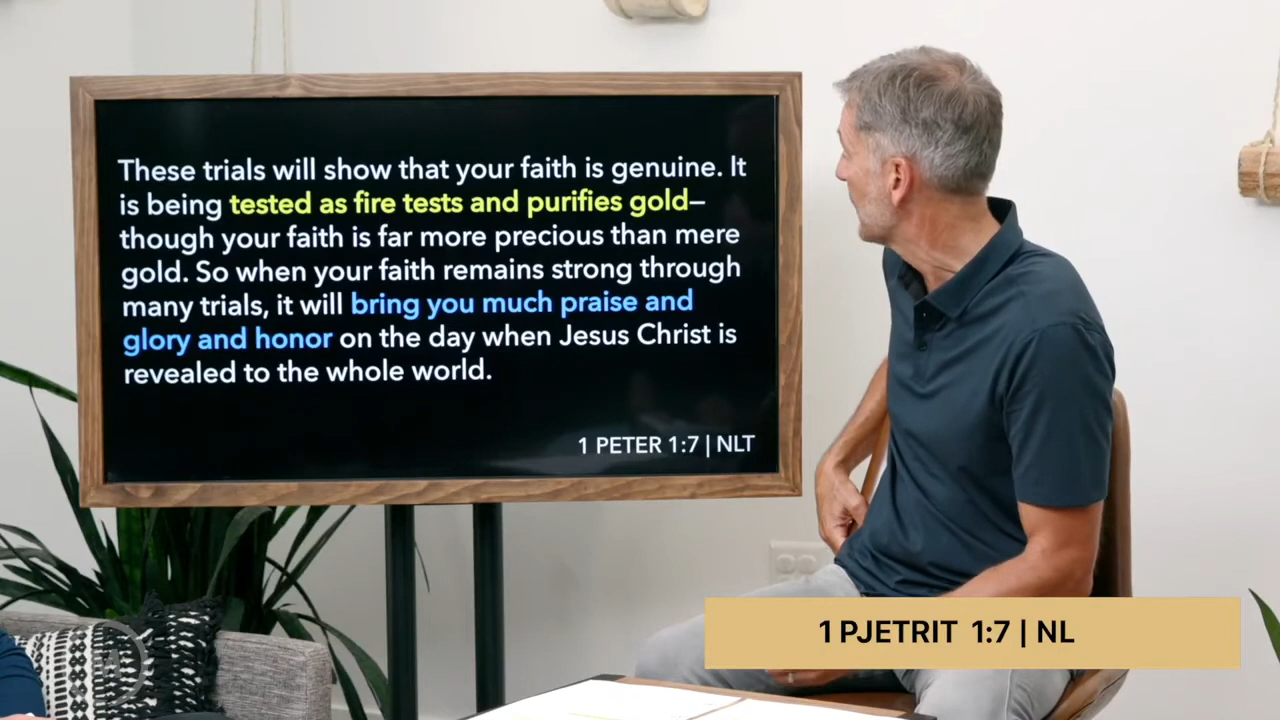 These trials will show that your faith is genuine. It
is being tested as fire tests and purifies gold—
though your faith is far more precious than mere
gold. So when your faith remains strong through
many trials, it will bring you much praise and
glory and honor on the day when Jesus Christ is
revealed to the whole world.
1 PETER 1:7 | NLT
1 PJETRIT 1:7 | NL